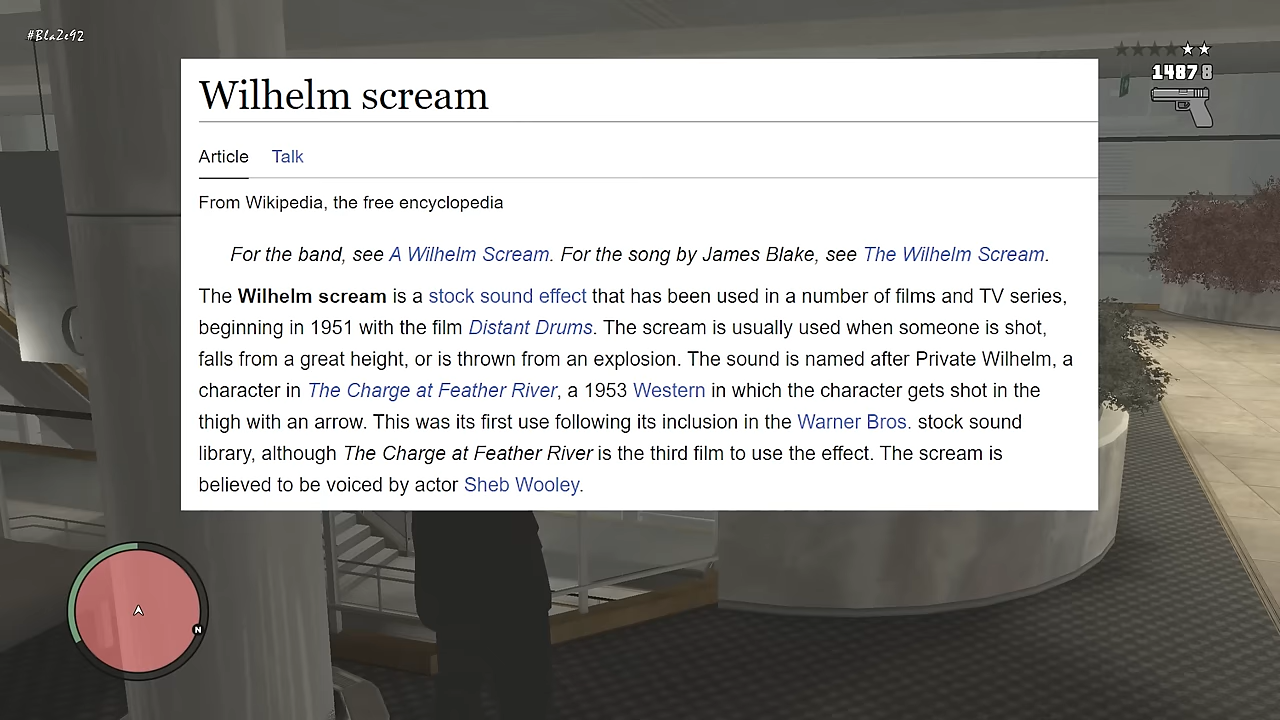 #BlaZe92
Wilhelm scream
1487 8
Article Talk
From Wikipedia, the free encyclopedia
For the band, see A Wilhelm Scream. For the song by James Blake, see The Wilhelm Scream.
The Wilhelm scream is a stock sound effect that has been used in a number of films and TV series,
beginning in 1951 with the film Distant Drums. The scream is usually used when someone is shot,
falls from a great height, or is thrown from an explosion. The sound is named after Private Wilhelm, a
character in The Charge at Feather River, a 1953 Western in which the character gets shot in the
thigh with an arrow. This was its first use following its inclusion in the Warner Bros. stock sound
library, although The Charge at Feather River is the third film to use the effect. The scream is
believed to be voiced by actor Sheb Wooley.
N